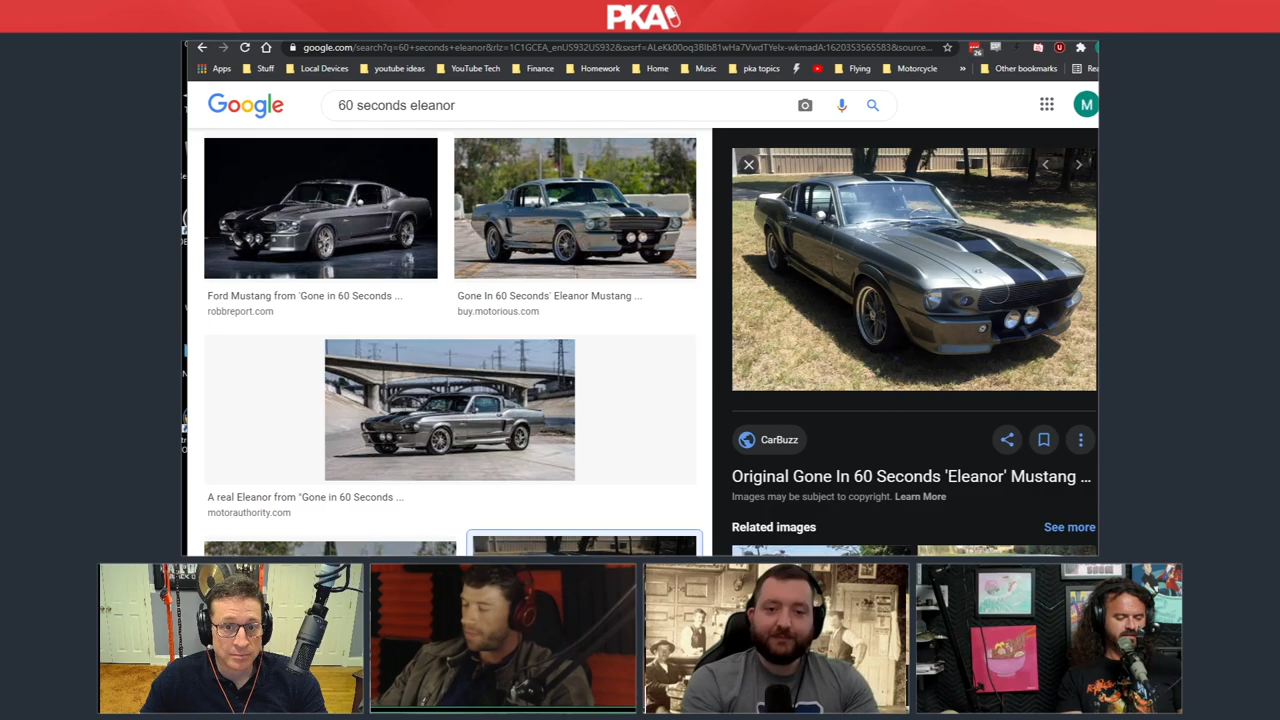 PKA
google.com/search?q=60+seconds+eleanor&rlz=1C1GCEA_enUS932US932&sxsrf=ALeKk00oq38Ib81wHa7VwdTYelx-wkmadA:1620353565583&source...
26
Apps Stuff Local Devices youtube ideas YouTube Tech Finance Homework Home Music pka topics Flying Motorcycle » Other bookmarks
Google
60 seconds eleanor
M
Ford Mustang from 'Gone in 60 Seconds ...
robbreport.com
Gone In 60 Seconds' Eleanor Mustang ...
buy.motorious.com
A real Eleanor from "Gone in 60 Seconds ...
motorauthority.com
CarBuzz
Original Gone In 60 Seconds 'Eleanor' Mustang ...
Images may be subject to copyright. Learn More
Related images See more